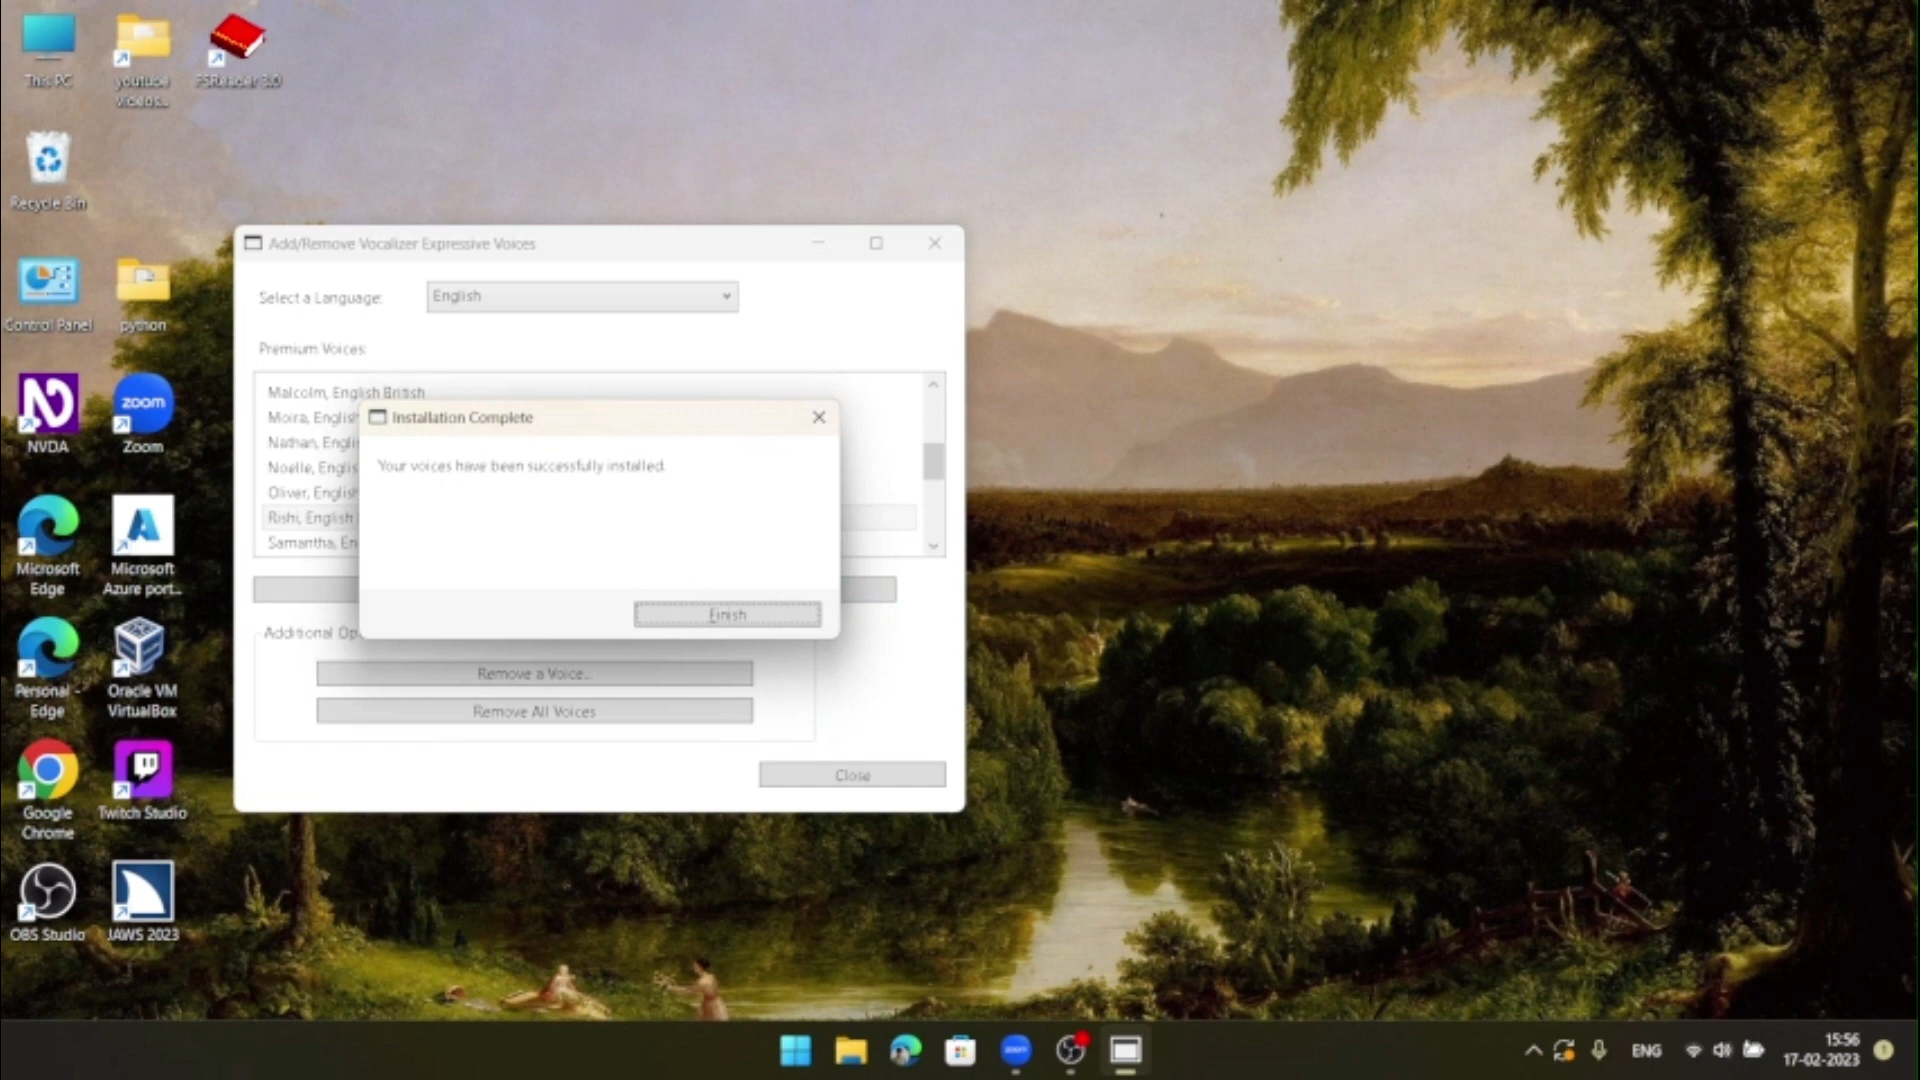 This PC
youtube
videos...
PSReader 3.0
Recycle Bin
Control Panel
python
NVDA
zoom
Zoom
Microsoft
Edge
Microsoft
Azure port...
Personal -
Edge
Oracle VM
VirtualBox
Google
Chrome
Twitch Studio
OBS Studio
JAWS 2023
Add/Remove Vocalizer Expressive Voices
Select a Language:
English
Premium Voices:
Malcolm, English British
Moira, English
Nathan, Englis
Noelle, Englis
Oliver, English
Rishi, English
Samantha, En
Installation Complete
Your voices have been successfully installed.
Finish
Additional Op
Remove a Voice...
Remove All Voices
Close
zoom
ENG
15:56
17-02-2023
1